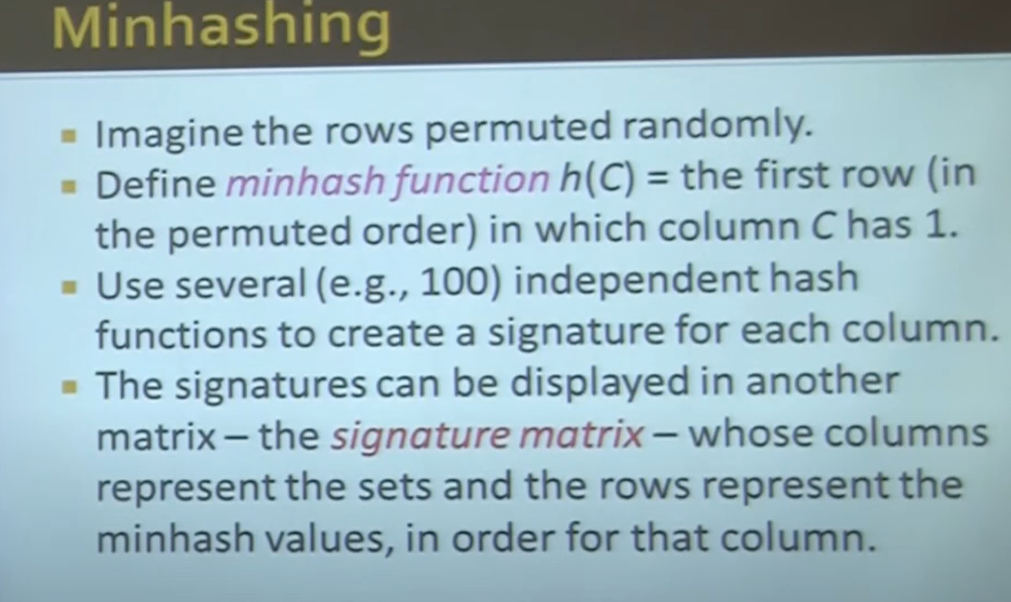 Minhashing
▪ Imagine the rows permuted randomly.
▪ Define minhash function h(C) = the first row (in
the permuted order) in which column C has 1.
▪ Use several (e.g., 100) independent hash
functions to create a signature for each column.
▪ The signatures can be displayed in another
matrix – the signature matrix – whose columns
represent the sets and the rows represent the
minhash values, in order for that column.